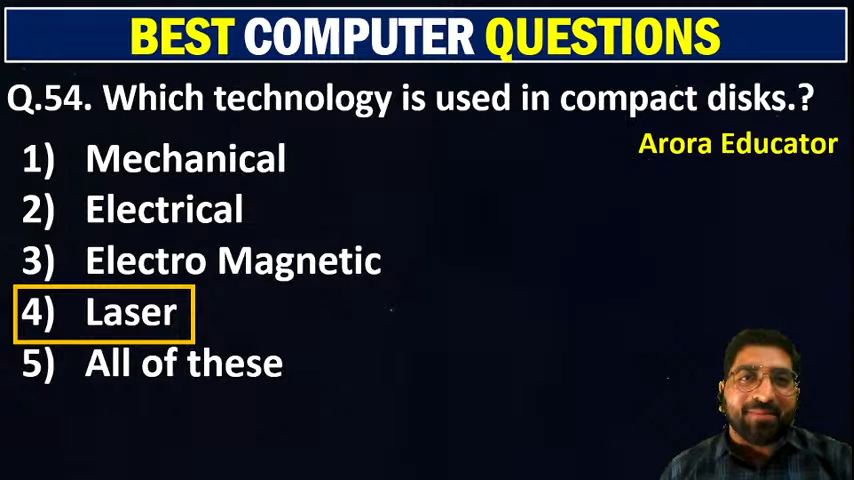 BEST COMPUTER QUESTIONS
Q.54. Which technology is used in compact disks.?
Arora Educator
1) Mechanical
2) Electrical
3) Electro Magnetic
4) Laser
5) All of these